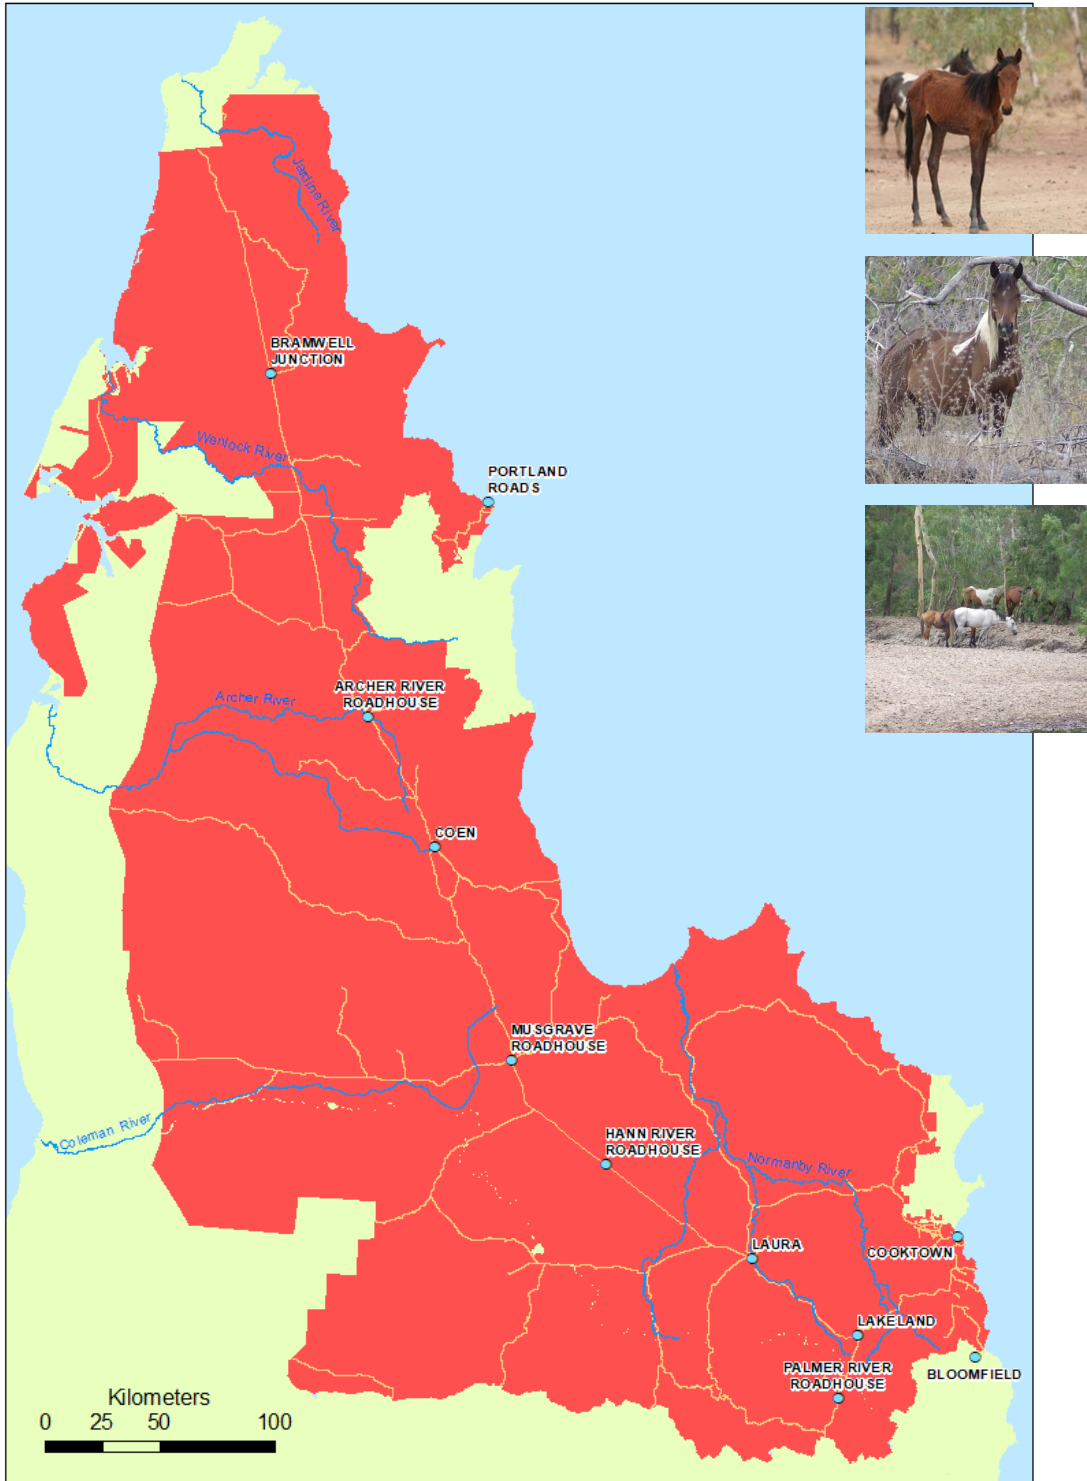 Jardine River
BRAMWELL
JUNCTION
Wenlock River
PORTLAND
ROADS
ARCHER RIVER
ROADHOUSE
Archer River
COEN
MUSGRAVE
ROADHOUSE
Coleman River
HANN RIVER
ROADHOUSE
Normanby River
LAURA
COOKTOWN
LAKELAND
PALMER RIVER
ROADHOUSE
BLOOMFIELD
Kilometers
0 25 50 100